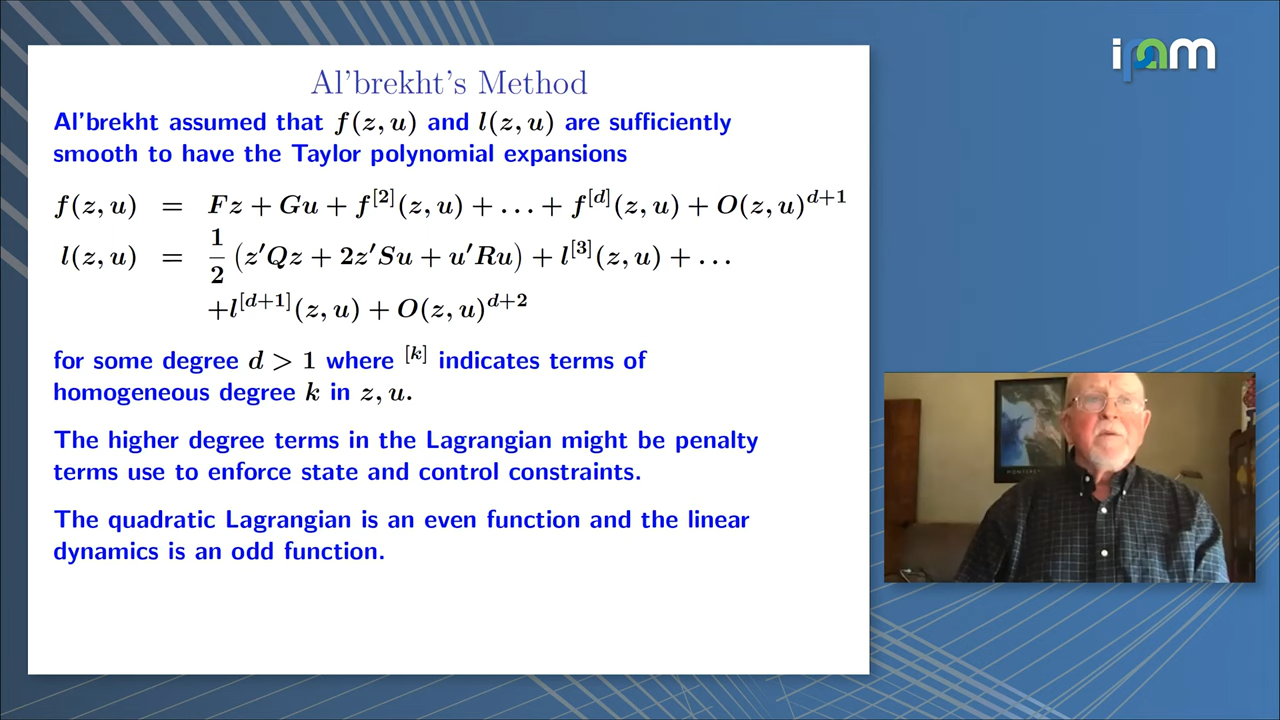 ipam
Al'brekht's Method
Al'brekht assumed that f(z, u) and l(z, u) are sufficiently
smooth to have the Taylor polynomial expansions
f(z, u) = Fz + Gu + f^[2](z, u) + … + f^[d](z, u) + O(z, u)^{d+1}
l(z, u) = 1/2 (z′Qz + 2z′Su + u′Ru) + l^[3](z, u) + …
+l^[d+1](z, u) + O(z, u)^{d+2}
for some degree d > 1 where ^[k] indicates terms of
homogeneous degree k in z, u.
The higher degree terms in the Lagrangian might be penalty
terms use to enforce state and control constraints.
The quadratic Lagrangian is an even function and the linear
dynamics is an odd function.